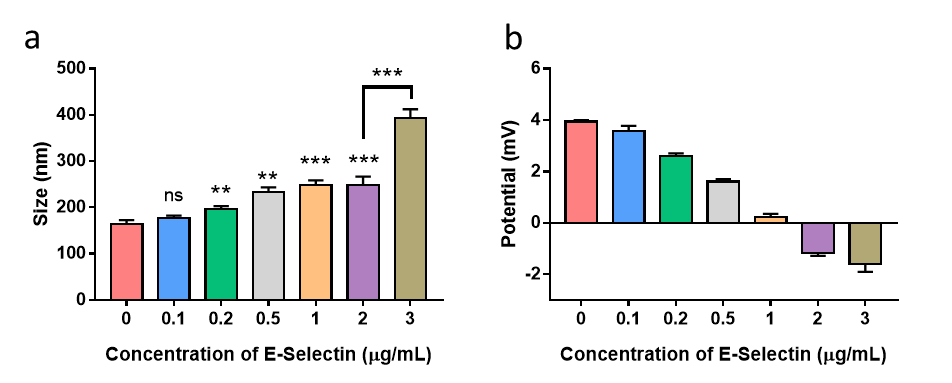 a
Size (nm)
500
400
300
200
100
0
ns
**
**
***
***
***
0 0.1 0.2 0.5 1 2 3
Concentration of E-Selectin (μg/mL)
b
Potential (mV)
6
4
2
0
-2
0 0.1 0.2 0.5 1 2 3
Concentration of E-Selectin (μg/mL)